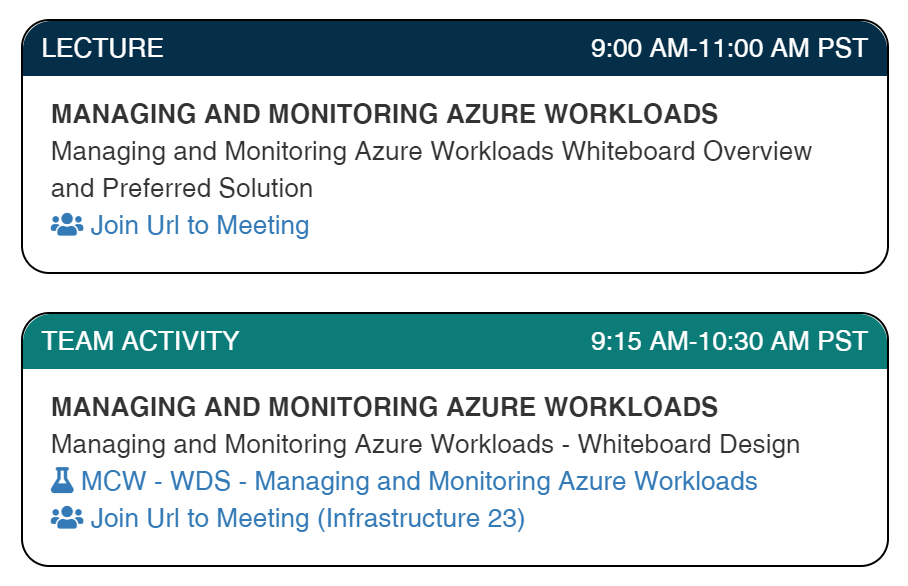 LECTURE 9:00 AM-11:00 AM PST
MANAGING AND MONITORING AZURE WORKLOADS
Managing and Monitoring Azure Workloads Whiteboard Overview
and Preferred Solution
Join Url to Meeting
TEAM ACTIVITY 9:15 AM-10:30 AM PST
MANAGING AND MONITORING AZURE WORKLOADS
Managing and Monitoring Azure Workloads - Whiteboard Design
MCW - WDS - Managing and Monitoring Azure Workloads
Join Url to Meeting (Infrastructure 23)